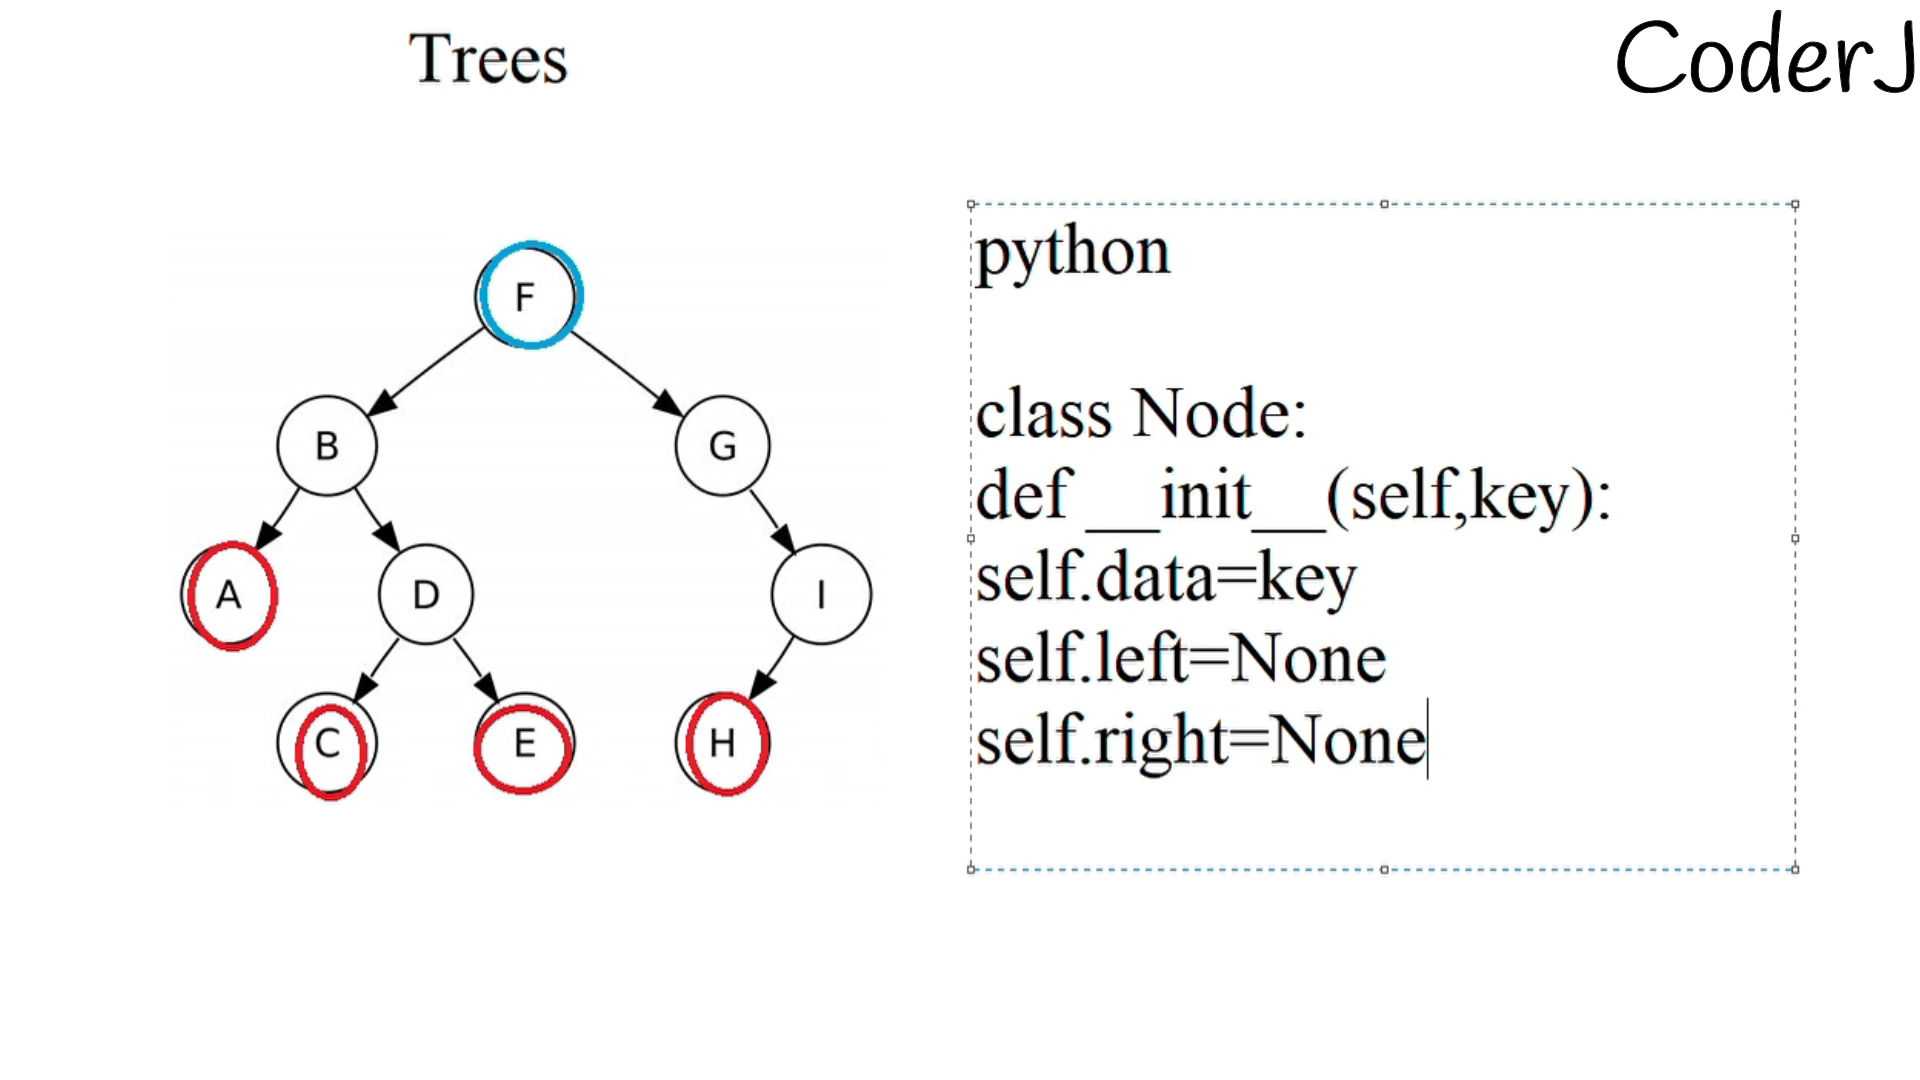 Trees
CoderJ
F
B
G
A
D
I
C
E
H
python
class Node:
def __init__(self,key):
self.data=key
self.left=None
self.right=None